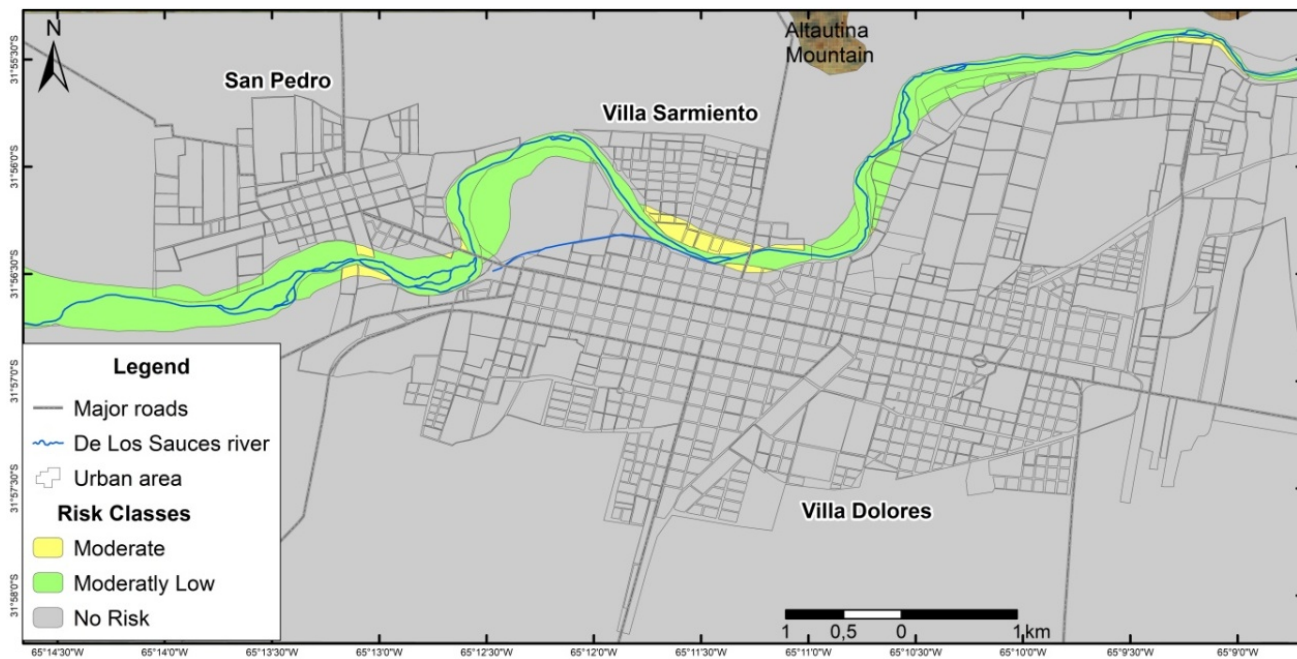 N
Altautina
Mountain
San Pedro
Villa Sarmiento
31°55'30"S
31°56'0"S
31°56'30"S
31°57'0"S
31°57'30"S
31°58'0"S
Legend
Major roads
De Los Sauces river
Urban area
Risk Classes
Moderate
Moderatly Low
No Risk
Villa Dolores
1 0,5 0 1 km
65°14'30"W 65°14'0"W 65°13'30"W 65°13'0"W 65°12'30"W 65°12'0"W 65°11'30"W 65°11'0"W 65°10'30"W 65°10'0"W 65°9'30"W 65°9'0"W